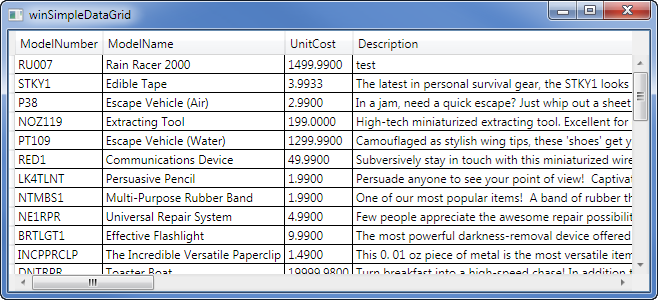 winSimpleDataGrid
ModelNumber ModelName UnitCost Description
RU007 Rain Racer 2000 1499.9900 test
STKY1 Edible Tape 3.9933 The latest in personal survival gear, the STKY1 looks
P38 Escape Vehicle (Air) 2.9900 In a jam, need a quick escape? Just whip out a sheet
NOZ119 Extracting Tool 199.0000 High-tech miniaturized extracting tool. Excellent for
PT109 Escape Vehicle (Water) 1299.9900 Camouflaged as stylish wing tips, these 'shoes' get y
RED1 Communications Device 49.9900 Subversively stay in touch with this miniaturized wire
LK4TLNT Persuasive Pencil 1.9900 Persuade anyone to see your point of view!  Captivat
NTMBS1 Multi-Purpose Rubber Band 1.9900 One of our most popular items!  A band of rubber th
NE1RPR Universal Repair System 4.9900 Few people appreciate the awesome repair possibilit
BRTLGT1 Effective Flashlight 9.9900 The most powerful darkness-removal device offered
INCPPRCLP The Incredible Versatile Paperclip 1.4900 This 0. 01 oz piece of metal is the most versatile item
DNTRPR Toaster Boat 19999.9800 Turn breakfast into a high-speed chase! In addition t